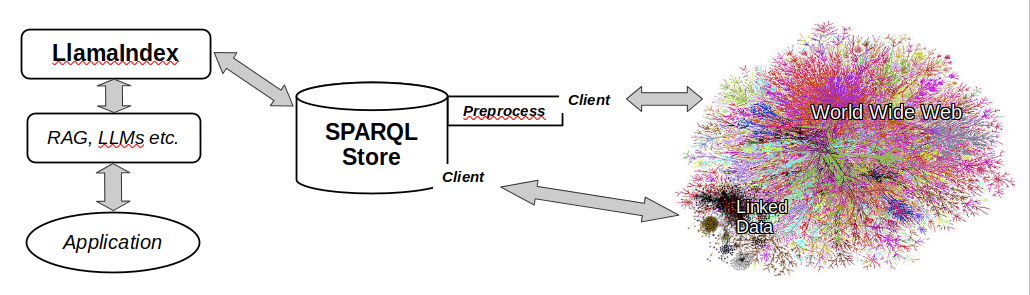 LlamaIndex
RAG, LLMs etc.
Application
SPARQL
Store
Preprocess
Client
Client
World Wide Web
Linked
Data